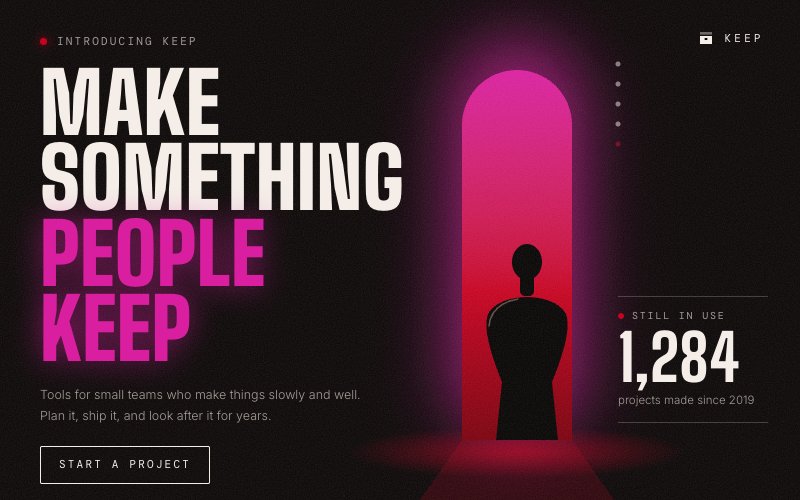 INTRODUCING KEEP
KEEP
MAKE
SOMETHING
PEOPLE
KEEP
Tools for small teams who make things slowly and well.
Plan it, ship it, and look after it for years.
START A PROJECT
STILL IN USE
1,284
projects made since 2019